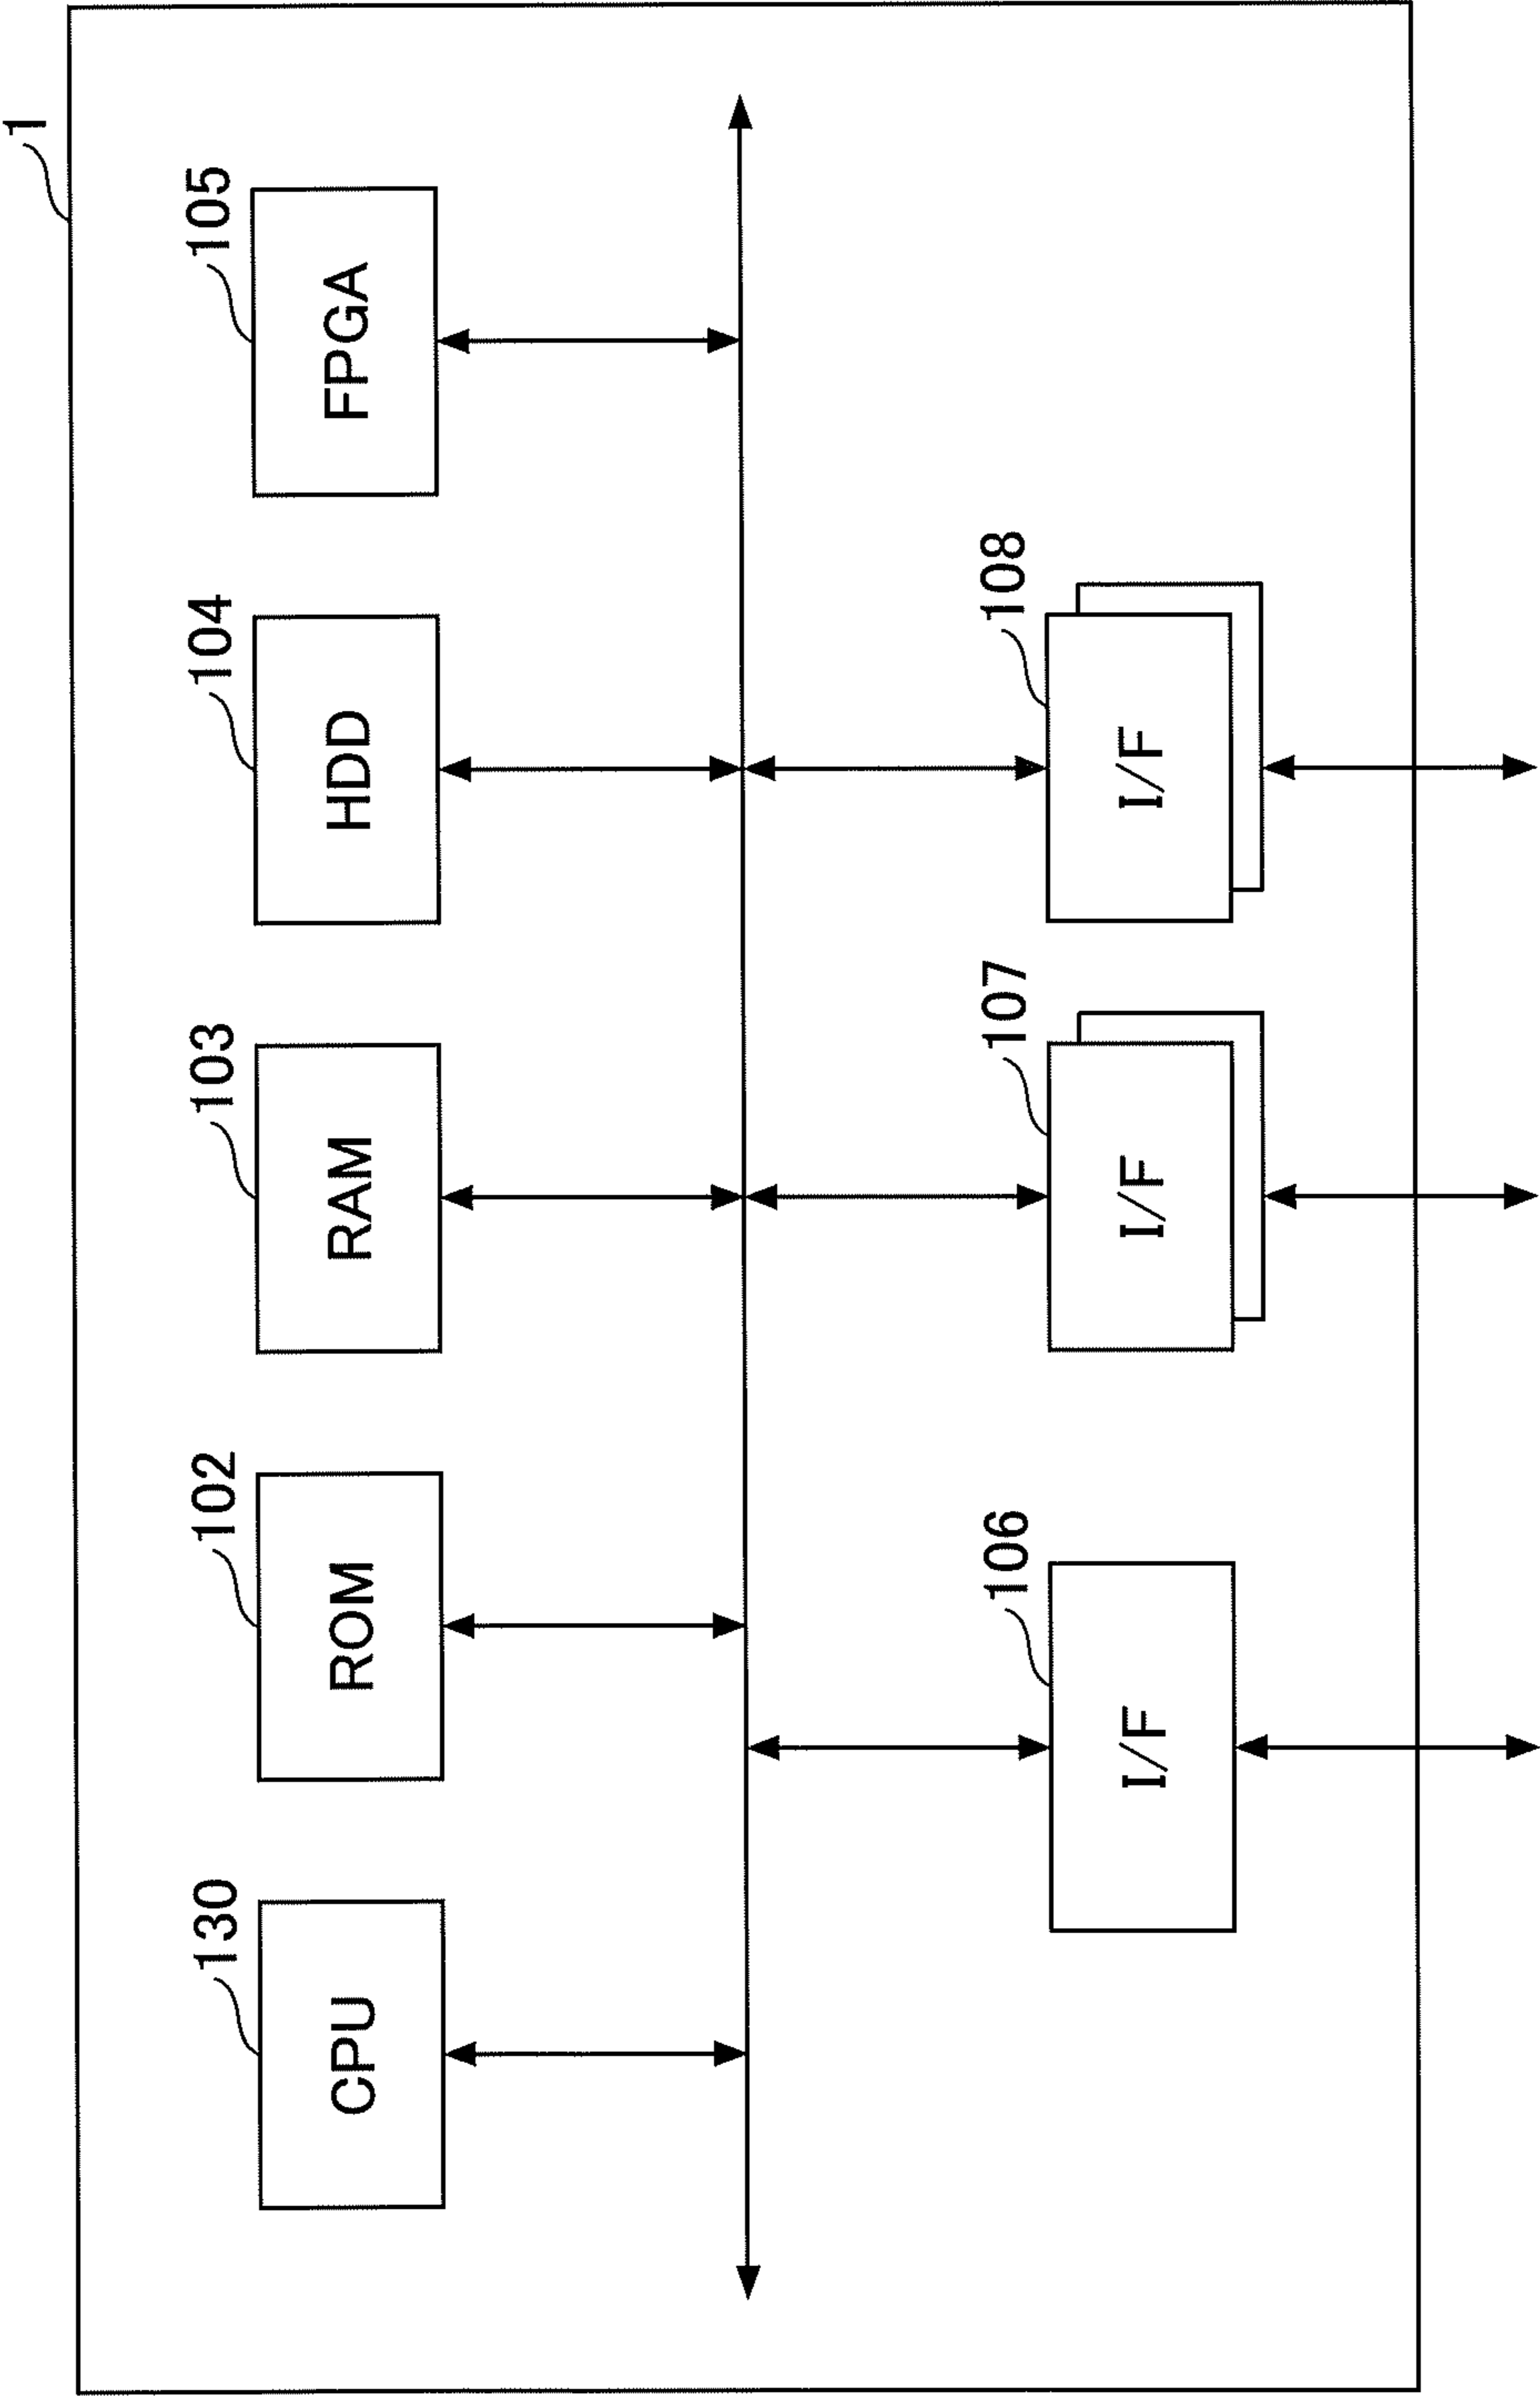 1
130
CPU
102
ROM
103
RAM
104
HDD
105
FPGA
106
I/F
107
I/F
108
I/F